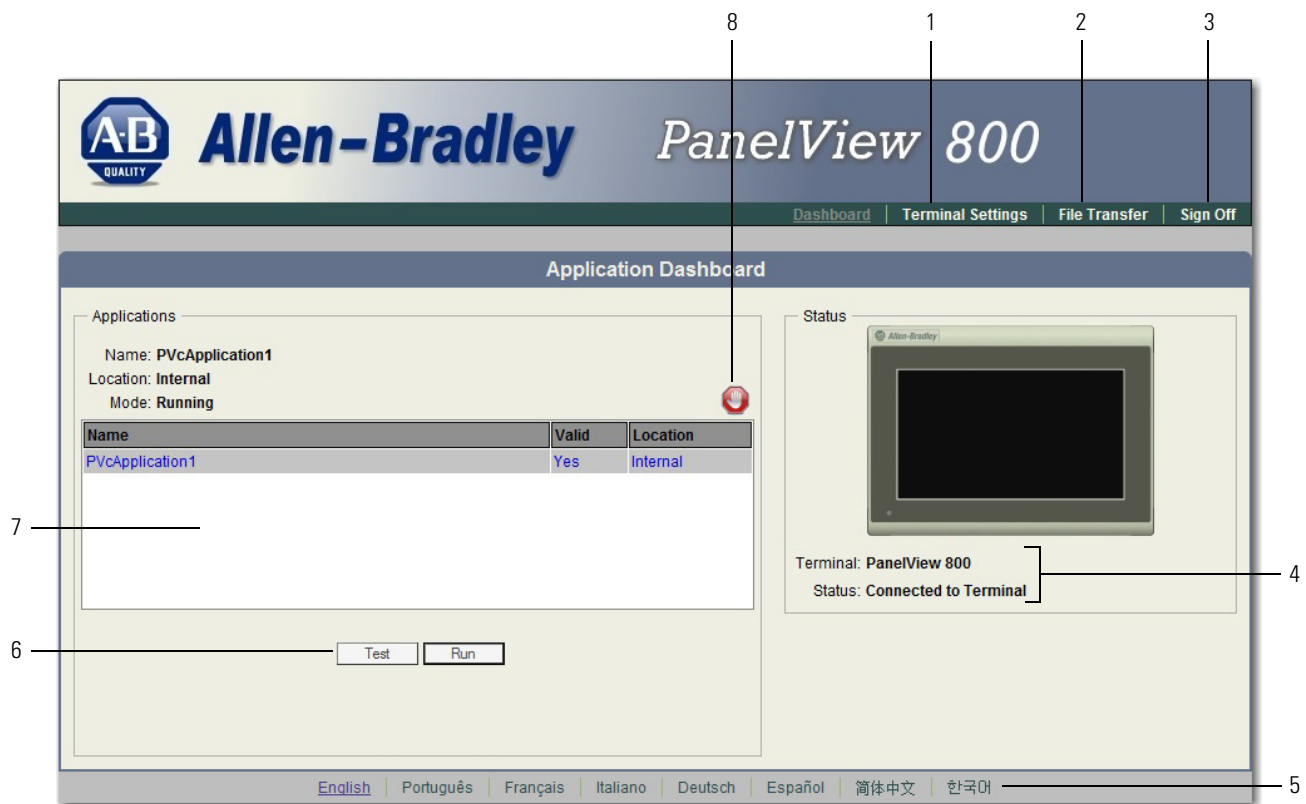 8 1 2 3
A-B
QUALITY
Allen-Bradley PanelView 800
Dashboard Terminal Settings File Transfer Sign Off
Application Dashboard
Applications
Name: PVcApplication1
Location: Internal
Mode: Running
Name Valid Location
PVcApplication1 Yes Internal
7
6
Test Run
Status
Allen-Bradley
Terminal: PanelView 800
Status: Connected to Terminal
4
English Português Français Italiano Deutsch Español 简体中文 한국어
5